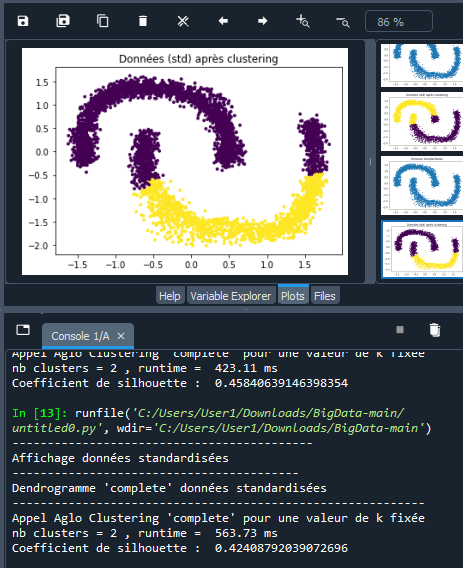 86 %
Données (std) après clustering
1.5
1.0
0.5
0.0
−0.5
−1.0
−1.5
−2.0
−1.5 −1.0 −0.5 0.0 0.5 1.0 1.5
Help Variable Explorer Plots Files
Console 1/A
Appel Aglo Clustering 'complete' pour une valeur de k fixée
nb clusters = 2 , runtime = 423.11 ms
Coefficient de silhouette : 0.45840639146398354
In [13]: runfile('C:/Users/User1/Downloads/BigData-main/
untitled0.py', wdir='C:/Users/User1/Downloads/BigData-main')
----------------------------------------
Affichage données standardisées
--------------------------------------
Dendrogramme 'complete' données standardisées
-------------------------------------------------------
Appel Aglo Clustering 'complete' pour une valeur de k fixée
nb clusters = 2 , runtime = 563.73 ms
Coefficient de silhouette : 0.42408792039072696